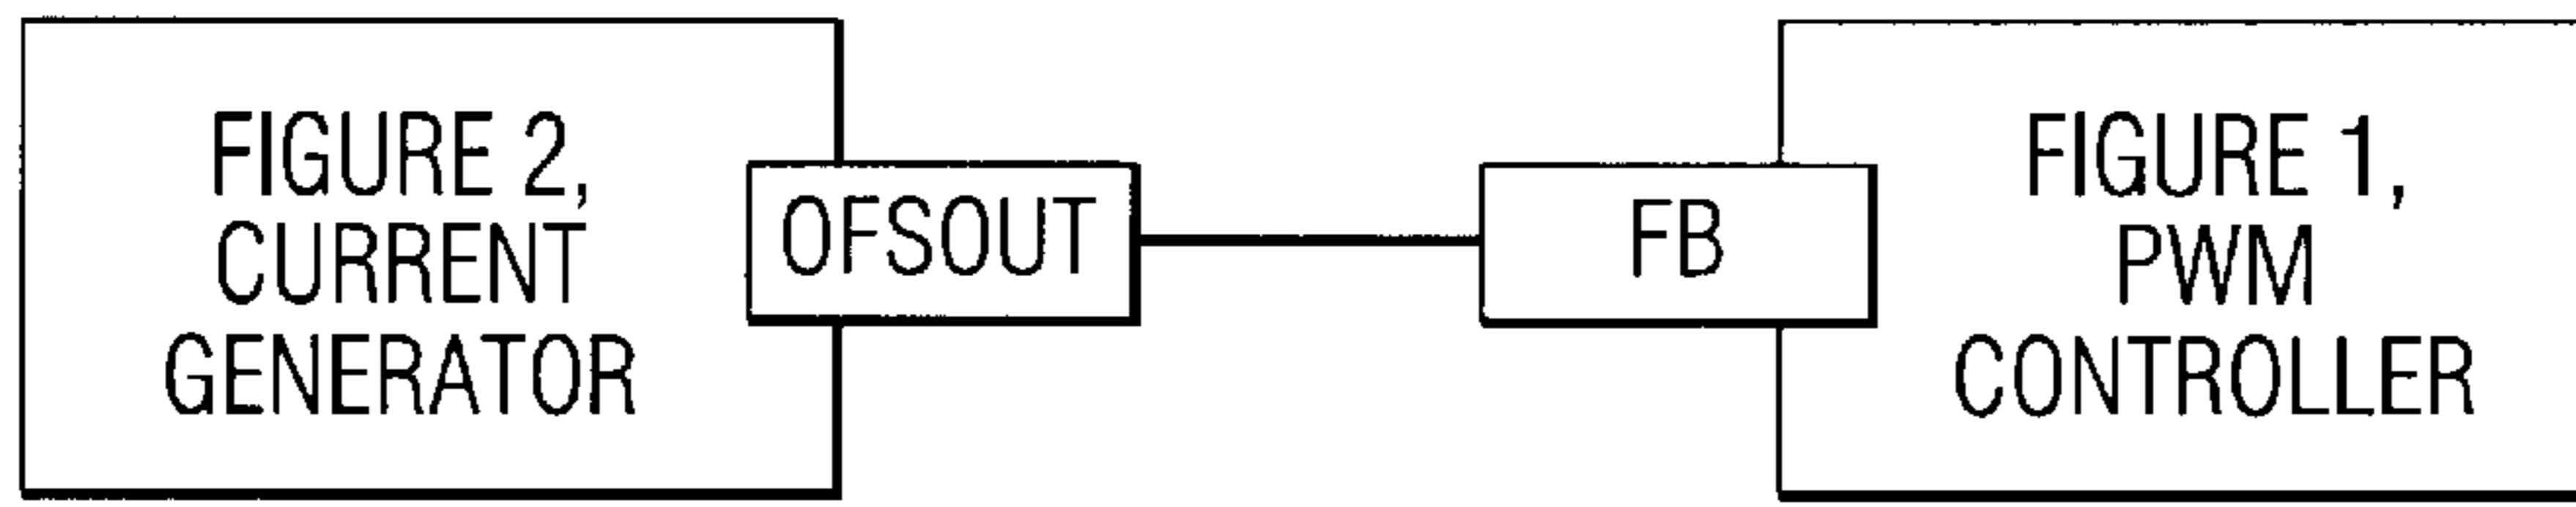 FIGURE 2,
CURRENT
GENERATOR
OFSOUT
FB
FIGURE 1,
PWM
CONTROLLER